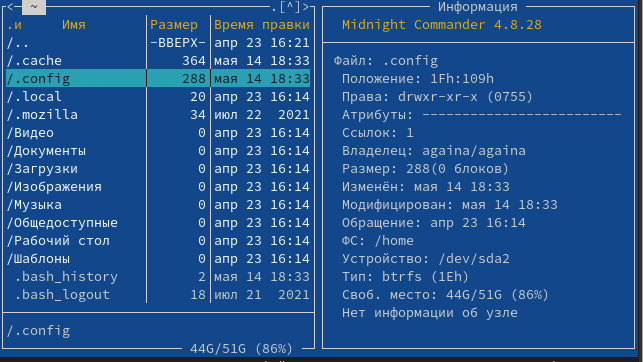 <─ ~ .[^]>
.и Имя Размер Время правки
/.. -ВВЕРХ- апр 23 16:21
/.cache 364 мая 14 18:33
/.config 288 мая 14 18:33
/.local 20 апр 23 16:14
/.mozilla 34 июл 22 2021
/Видео 0 апр 23 16:14
/Документы 0 апр 23 16:14
/Загрузки 0 апр 23 16:14
/Изображения 0 апр 23 16:14
/Музыка 0 апр 23 16:14
/Общедоступные 0 апр 23 16:14
/Рабочий стол 0 апр 23 16:14
/Шаблоны 0 апр 23 16:14
.bash_history 2 мая 14 18:33
.bash_logout 18 июл 21 2021
/.config
44G/51G (86%)
Информация
Midnight Commander 4.8.28
Файл: .config
Положение: 1Fh:109h
Права: drwxr-xr-x (0755)
Атрибуты: -------------------------
Ссылок: 1
Владелец: againa/againa
Размер: 288(0 блоков)
Изменён: мая 14 18:33
Модифицирован: мая 14 18:33
Обращение: апр 23 16:14
ФС: /home
Устройство: /dev/sda2
Тип: btrfs (1Eh)
Своб. место: 44G/51G (86%)
Нет информации об узле